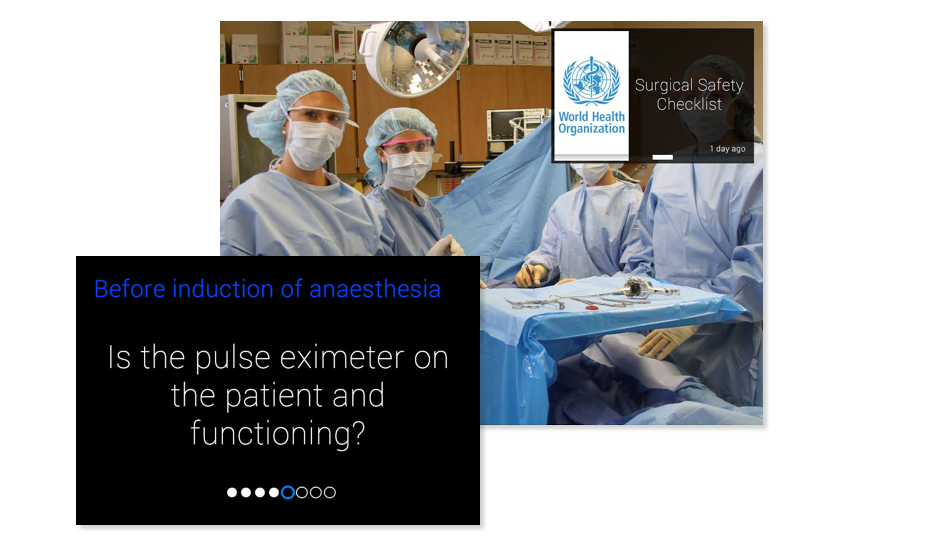 World Health
Organization
Surgical Safety
Checklist
1 day ago
Before induction of anaesthesia
Is the pulse eximeter on
the patient and
functioning?